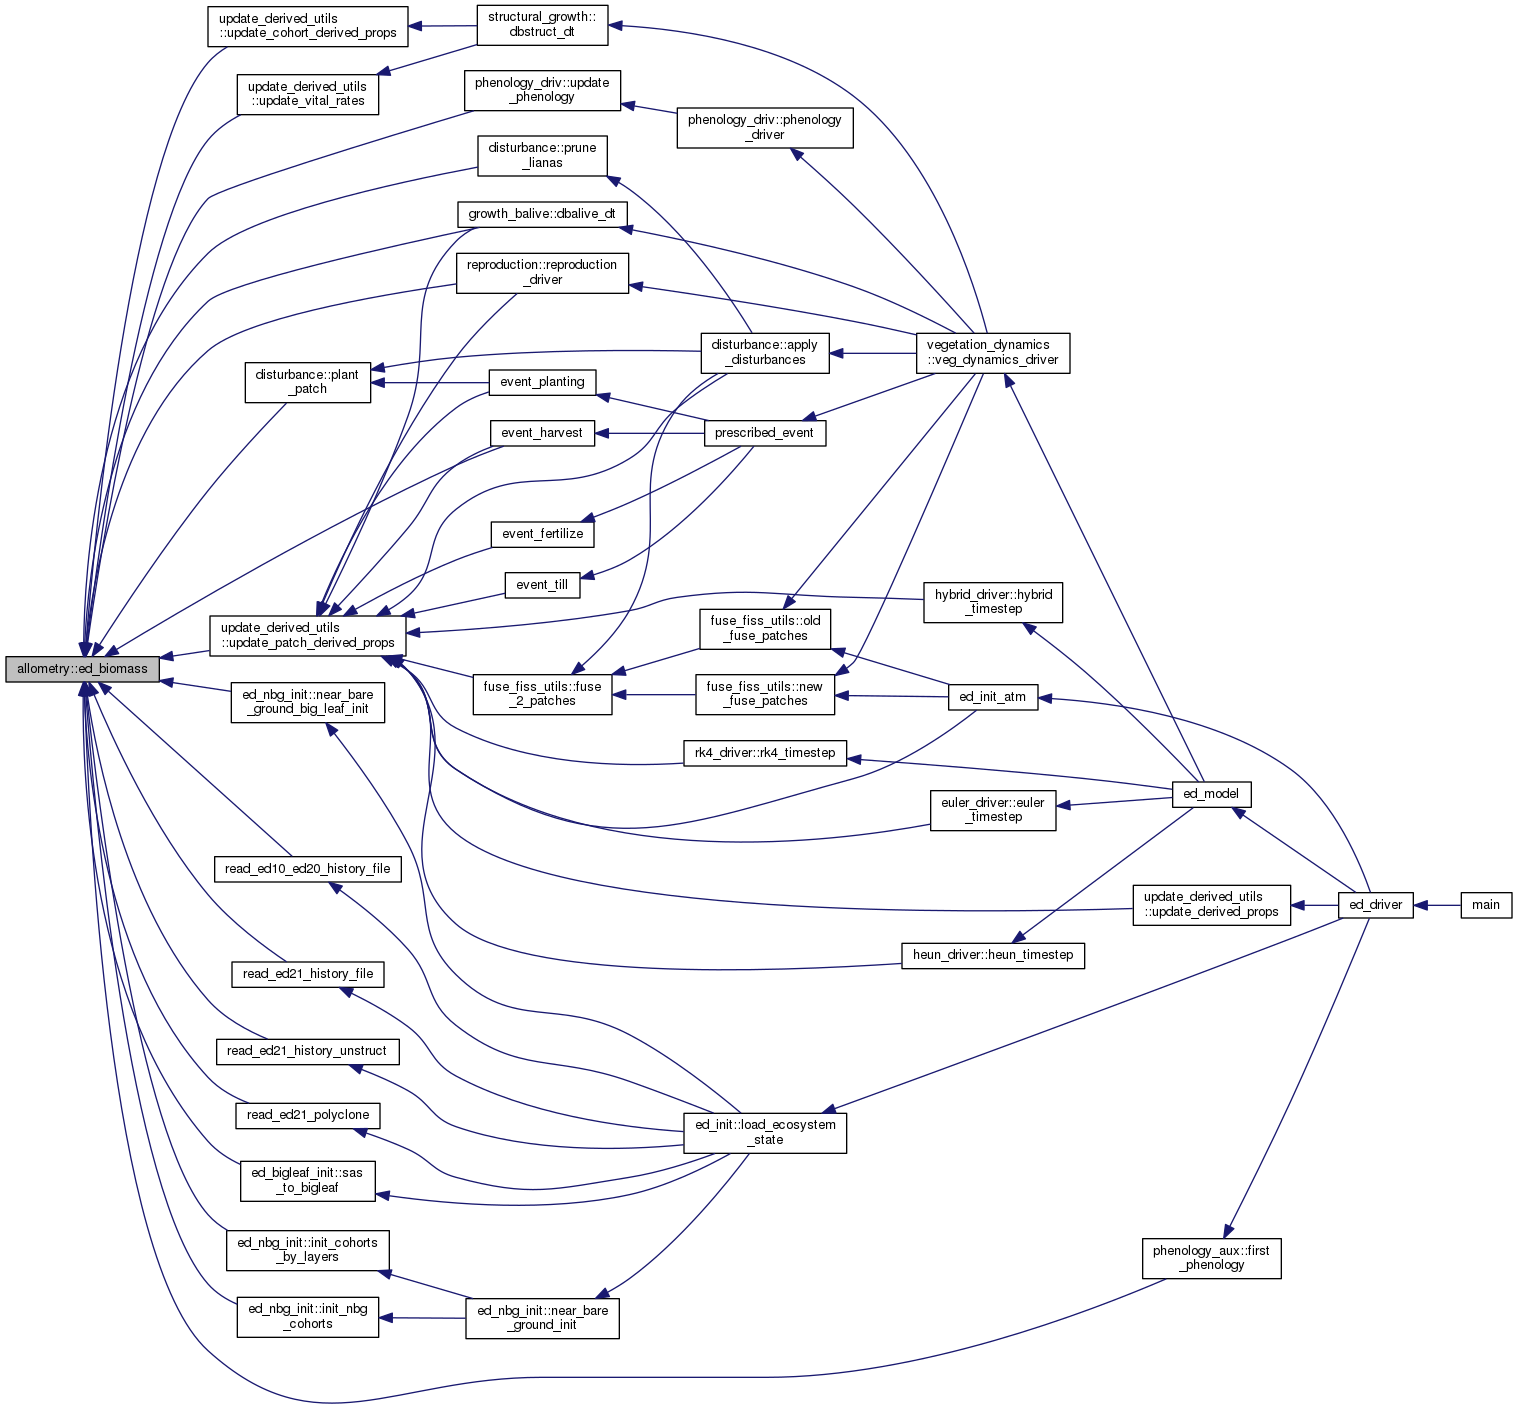 update_derived_utils
::update_cohort_derived_props
structural_growth::
dbstruct_dt
update_derived_utils
::update_vital_rates
phenology_driv::update
_phenology
phenology_driv::phenology
_driver
disturbance::prune
_lianas
growth_balive::dbalive_dt
reproduction::reproduction
_driver
disturbance::apply
_disturbances
vegetation_dynamics
::veg_dynamics_driver
disturbance::plant
_patch
event_planting
event_harvest
prescribed_event
event_fertilize
event_till
hybrid_driver::hybrid
_timestep
update_derived_utils
::update_patch_derived_props
fuse_fiss_utils::old
_fuse_patches
allometry::ed_biomass
ed_nbg_init::near_bare
_ground_big_leaf_init
fuse_fiss_utils::fuse
_2_patches
fuse_fiss_utils::new
_fuse_patches
ed_init_atm
rk4_driver::rk4_timestep
ed_model
euler_driver::euler
_timestep
read_ed10_ed20_history_file
update_derived_utils
::update_derived_props
ed_driver
main
heun_driver::heun_timestep
read_ed21_history_file
read_ed21_history_unstruct
read_ed21_polyclone
ed_init::load_ecosystem
_state
ed_bigleaf_init::sas
_to_bigleaf
ed_nbg_init::init_cohorts
_by_layers
phenology_aux::first
_phenology
ed_nbg_init::init_nbg
_cohorts
ed_nbg_init::near_bare
_ground_init